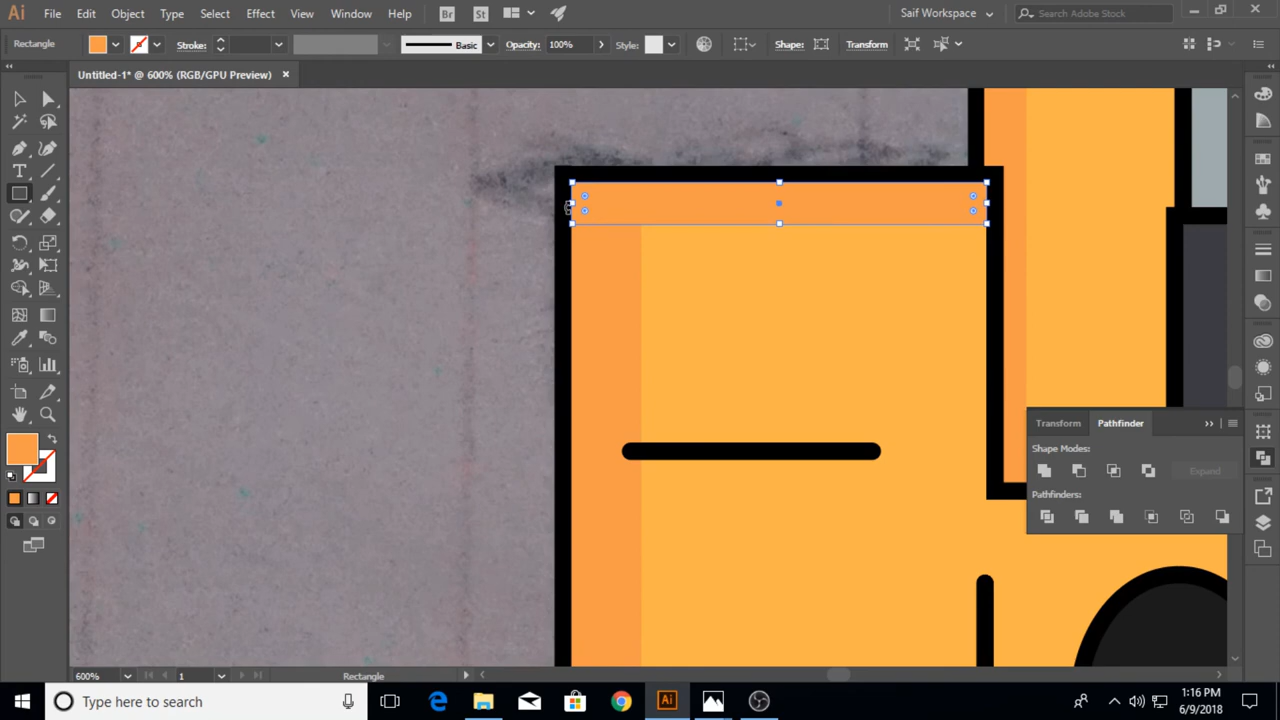 Ai File Edit Object Type Select Effect View Window Help Br St Saif Workspace Search Adobe Stock
Rectangle Stroke: Basic Opacity: 100% Style: Shape: Transform
Untitled-1* @ 600% (RGB/GPU Preview)
Transform Pathfinder
Shape Modes:
Expand
Pathfinders:
600% 1 Rectangle
Type here to search
Ai
1:16 PM
6/9/2018